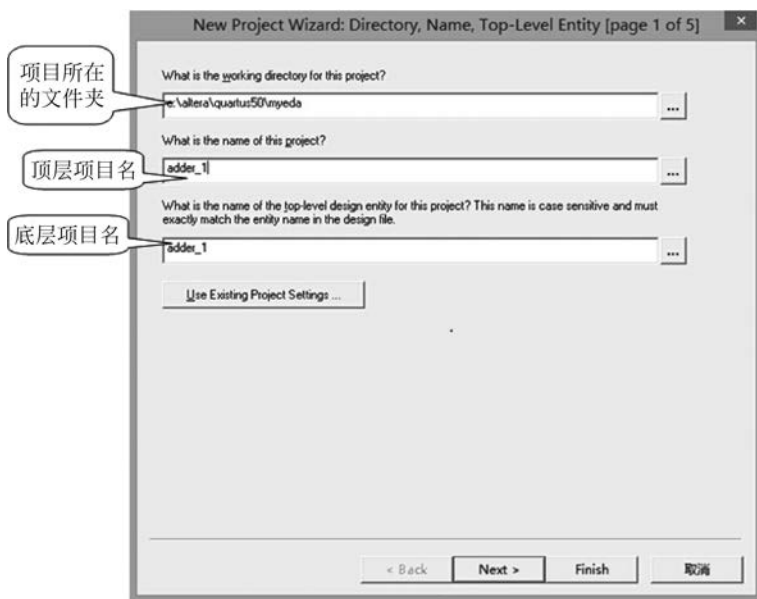 New Project Wizard: Directory, Name, Top-Level Entity [page 1 of 5]
×
项目所在
的文件夹
What is the working directory for this project?
e:\altera\quartus50\myeda
...
What is the name of this project?
顶层项目名
adder_1
...
What is the name of the top-level design entity for this project? This name is case sensitive and must
exactly match the entity name in the design file.
底层项目名
adder_1
...
Use Existing Project Settings ...
< Back
Next >
Finish
取消